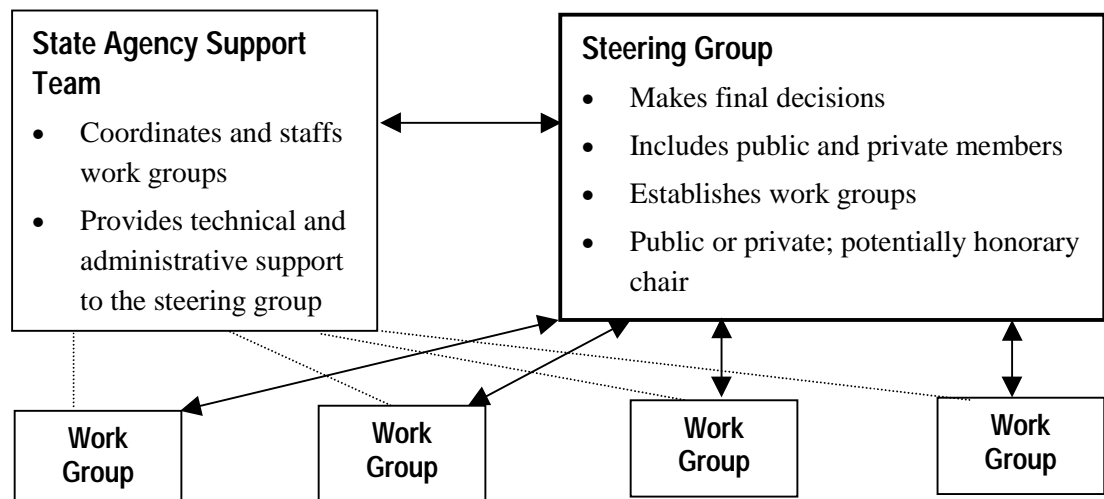 State Agency Support
Team
• Coordinates and staffs
work groups
• Provides technical and
administrative support
to the steering group
Steering Group
• Makes final decisions
• Includes public and private members
• Establishes work groups
• Public or private; potentially honorary
chair
Work
Group
Work
Group
Work
Group
Work
Group